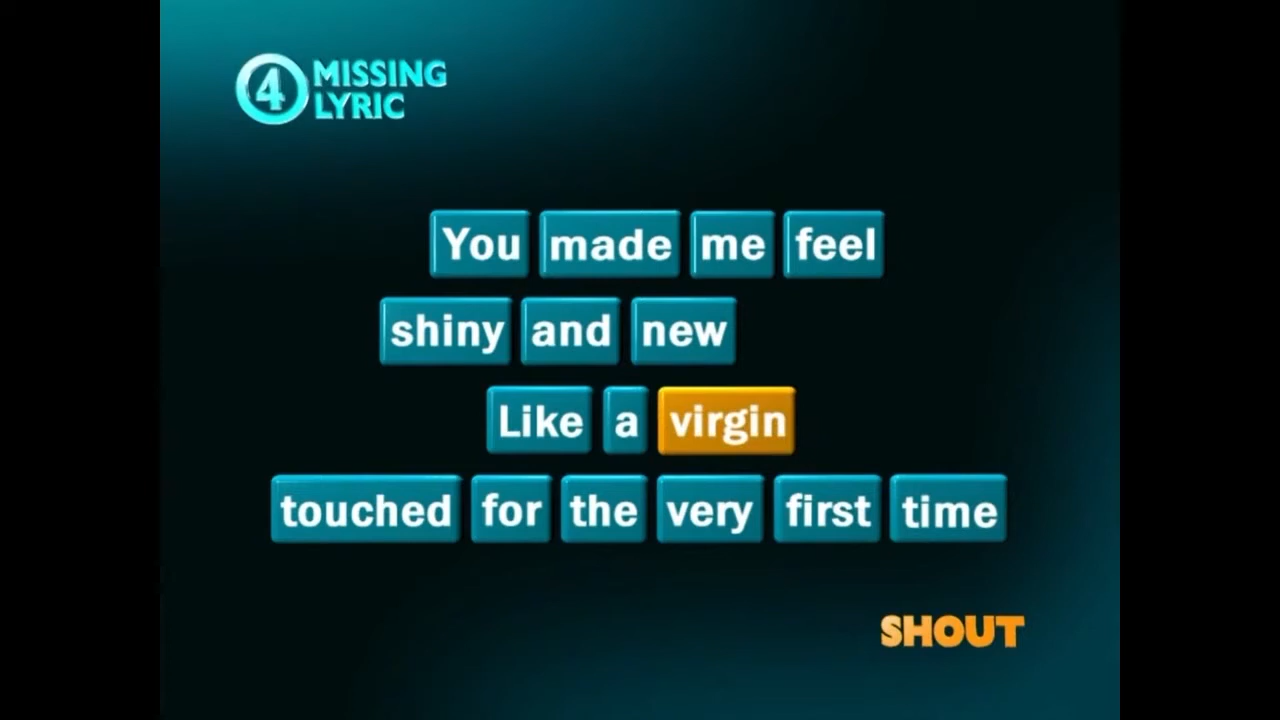 4 MISSING
LYRIC
You made me feel
shiny and new
Like a virgin
touched for the very first time
SHOUT